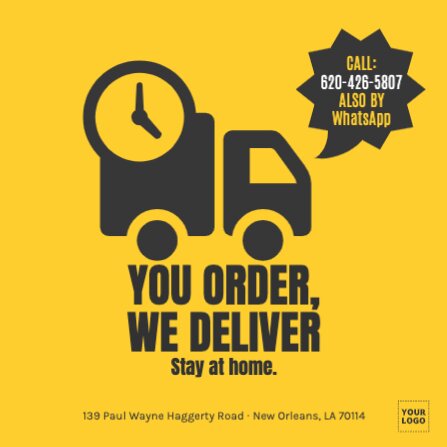 CALL:
620-426-5807
ALSO BY
WhatsApp
YOU ORDER,
WE DELIVER
Stay at home.
139 Paul Wayne Haggerty Road · New Orleans, LA 70114
YOUR
LOGO